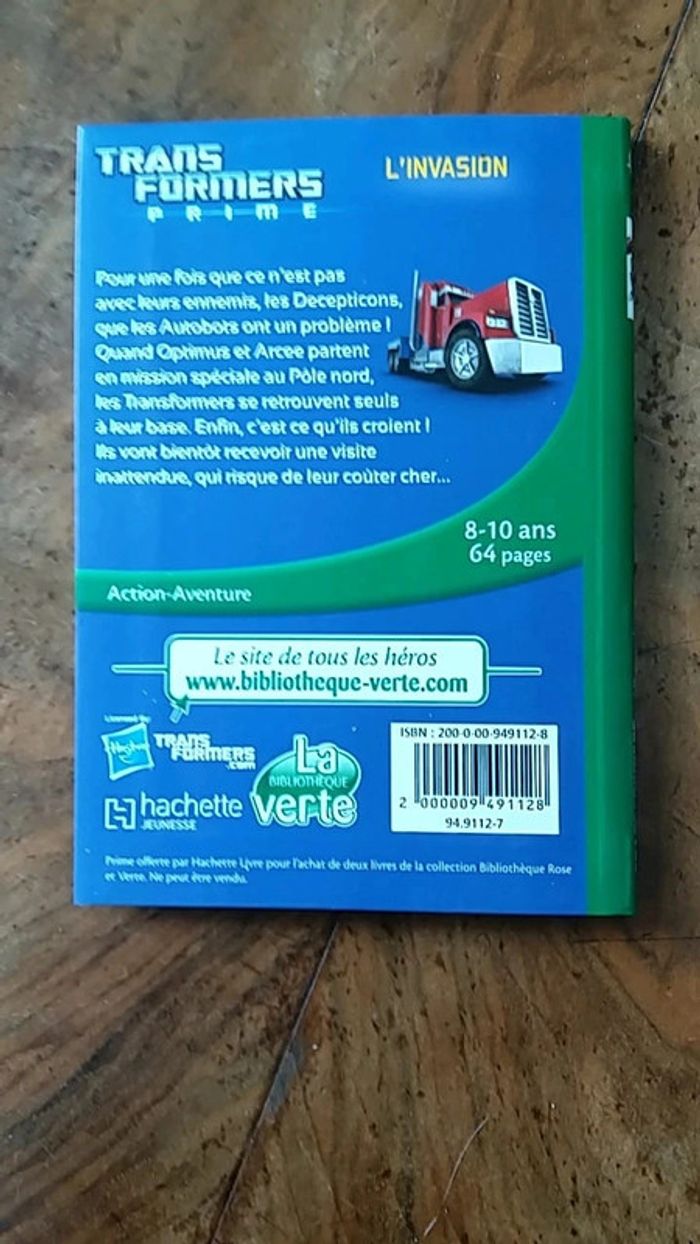 TRANS
FORMERS
PRIME
L'INVASION
Pour une fois que ce n'est pas
avec leurs ennemis, les Decepticons,
que les Autobots ont un problème !
Quand Optimus et Arcee partent
en mission spéciale au Pôle nord,
les Transformers se retrouvent seuls
à leur base. Enfin, c'est ce qu'ils croient !
Ils vont bientôt recevoir une visite
inattendue, qui risque de leur coûter cher...
8-10 ans
64 pages
Action-Aventure
Le site de tous les héros
www.bibliotheque-verte.com
Licensed By:
Hasbro
TRANS
FORMERS
.com
La
BIBLIOTHÈQUE
verte
hachette
JEUNESSE
ISBN : 200-0-00-949112-8
2 000009 491128
94.9112-7
Prime offerte par Hachette Livre pour l'achat de deux livres de la collection Bibliothèque Rose
et Verte. Ne peut être vendu.